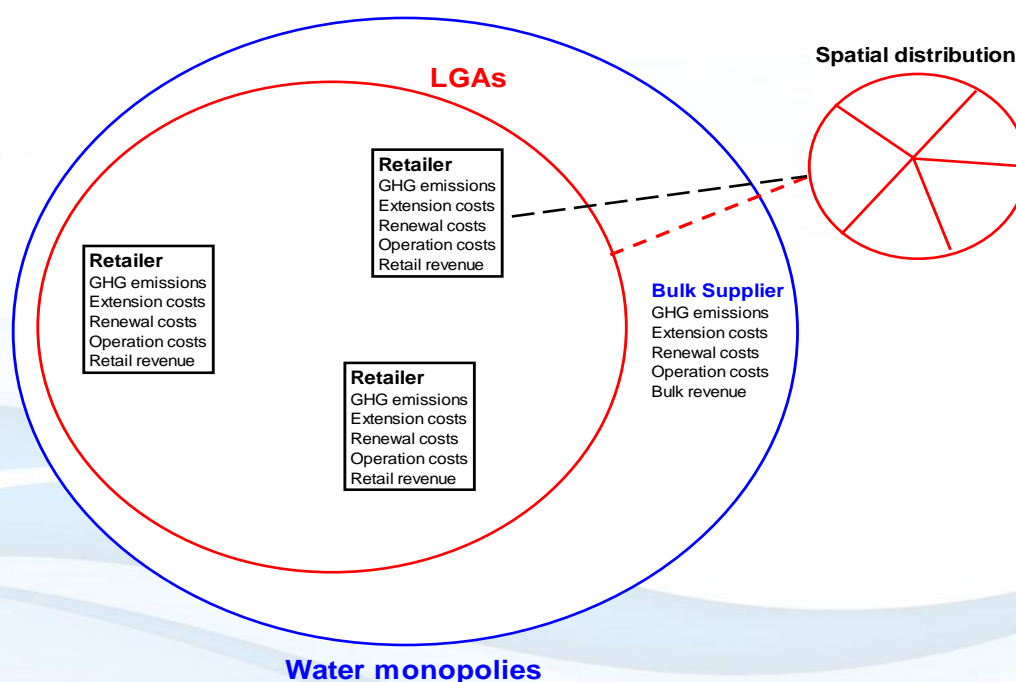 Spatial distribution
LGAs
Retailer
GHG emissions
Extension costs
Renewal costs
Operation costs
Retail revenue
Retailer
GHG emissions
Extension costs
Renewal costs
Operation costs
Retail revenue
Bulk Supplier
GHG emissions
Extension costs
Renewal costs
Operation costs
Bulk revenue
Retailer
GHG emissions
Extension costs
Renewal costs
Operation costs
Retail revenue
Water monopolies